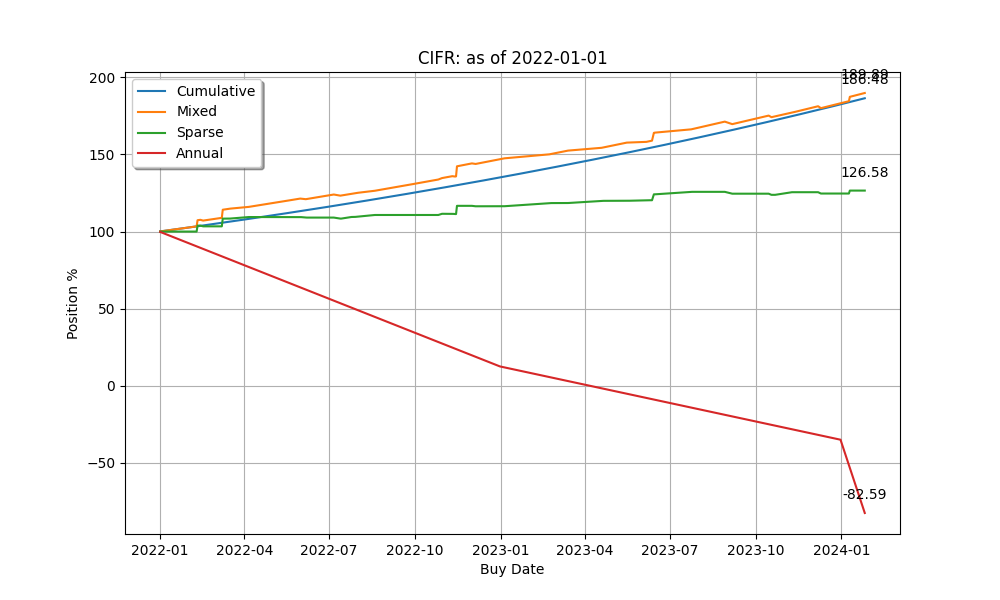 CIFR: as of 2022-01-01
189.89
186.48
126.58
-82.59
Cumulative
Mixed
Sparse
Annual
200
150
100
50
0
−50
Position %
2022-01 2022-04 2022-07 2022-10 2023-01 2023-04 2023-07 2023-10 2024-01
Buy Date